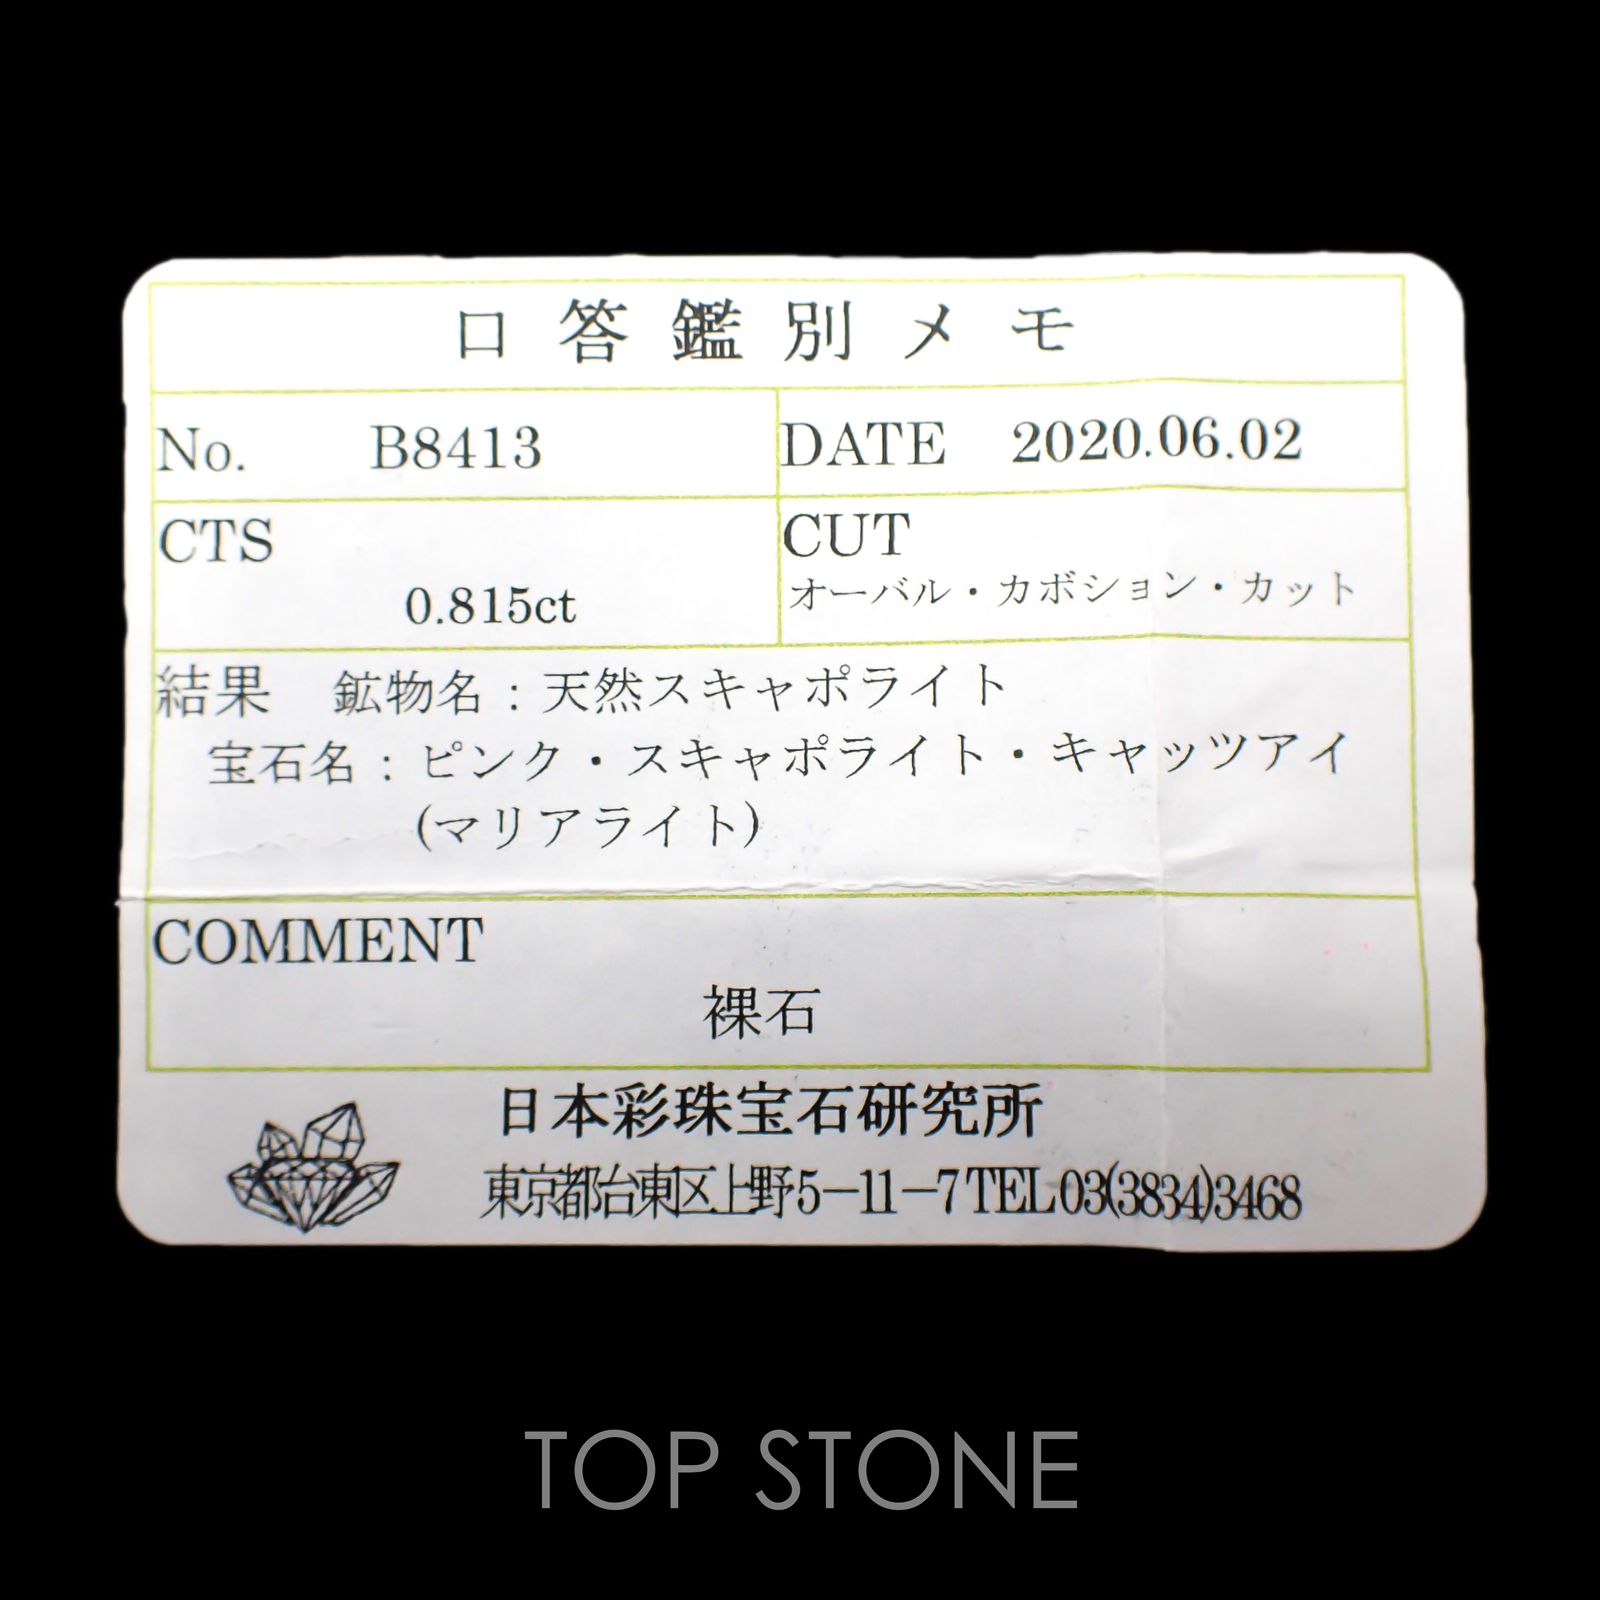 口答鑑別メモ
No. B8413 DATE 2020.06.02
CTS CUT
0.815ct オーバル・カボション・カット
結果 鉱物名:天然スキャポライト
宝石名:ピンク・スキャポライト・キャッツアイ
(マリアライト)
COMMENT
裸石
日本彩珠宝石研究所
東京都台東区上野5-11-7 TEL 03(3834)3468
TOP STONE